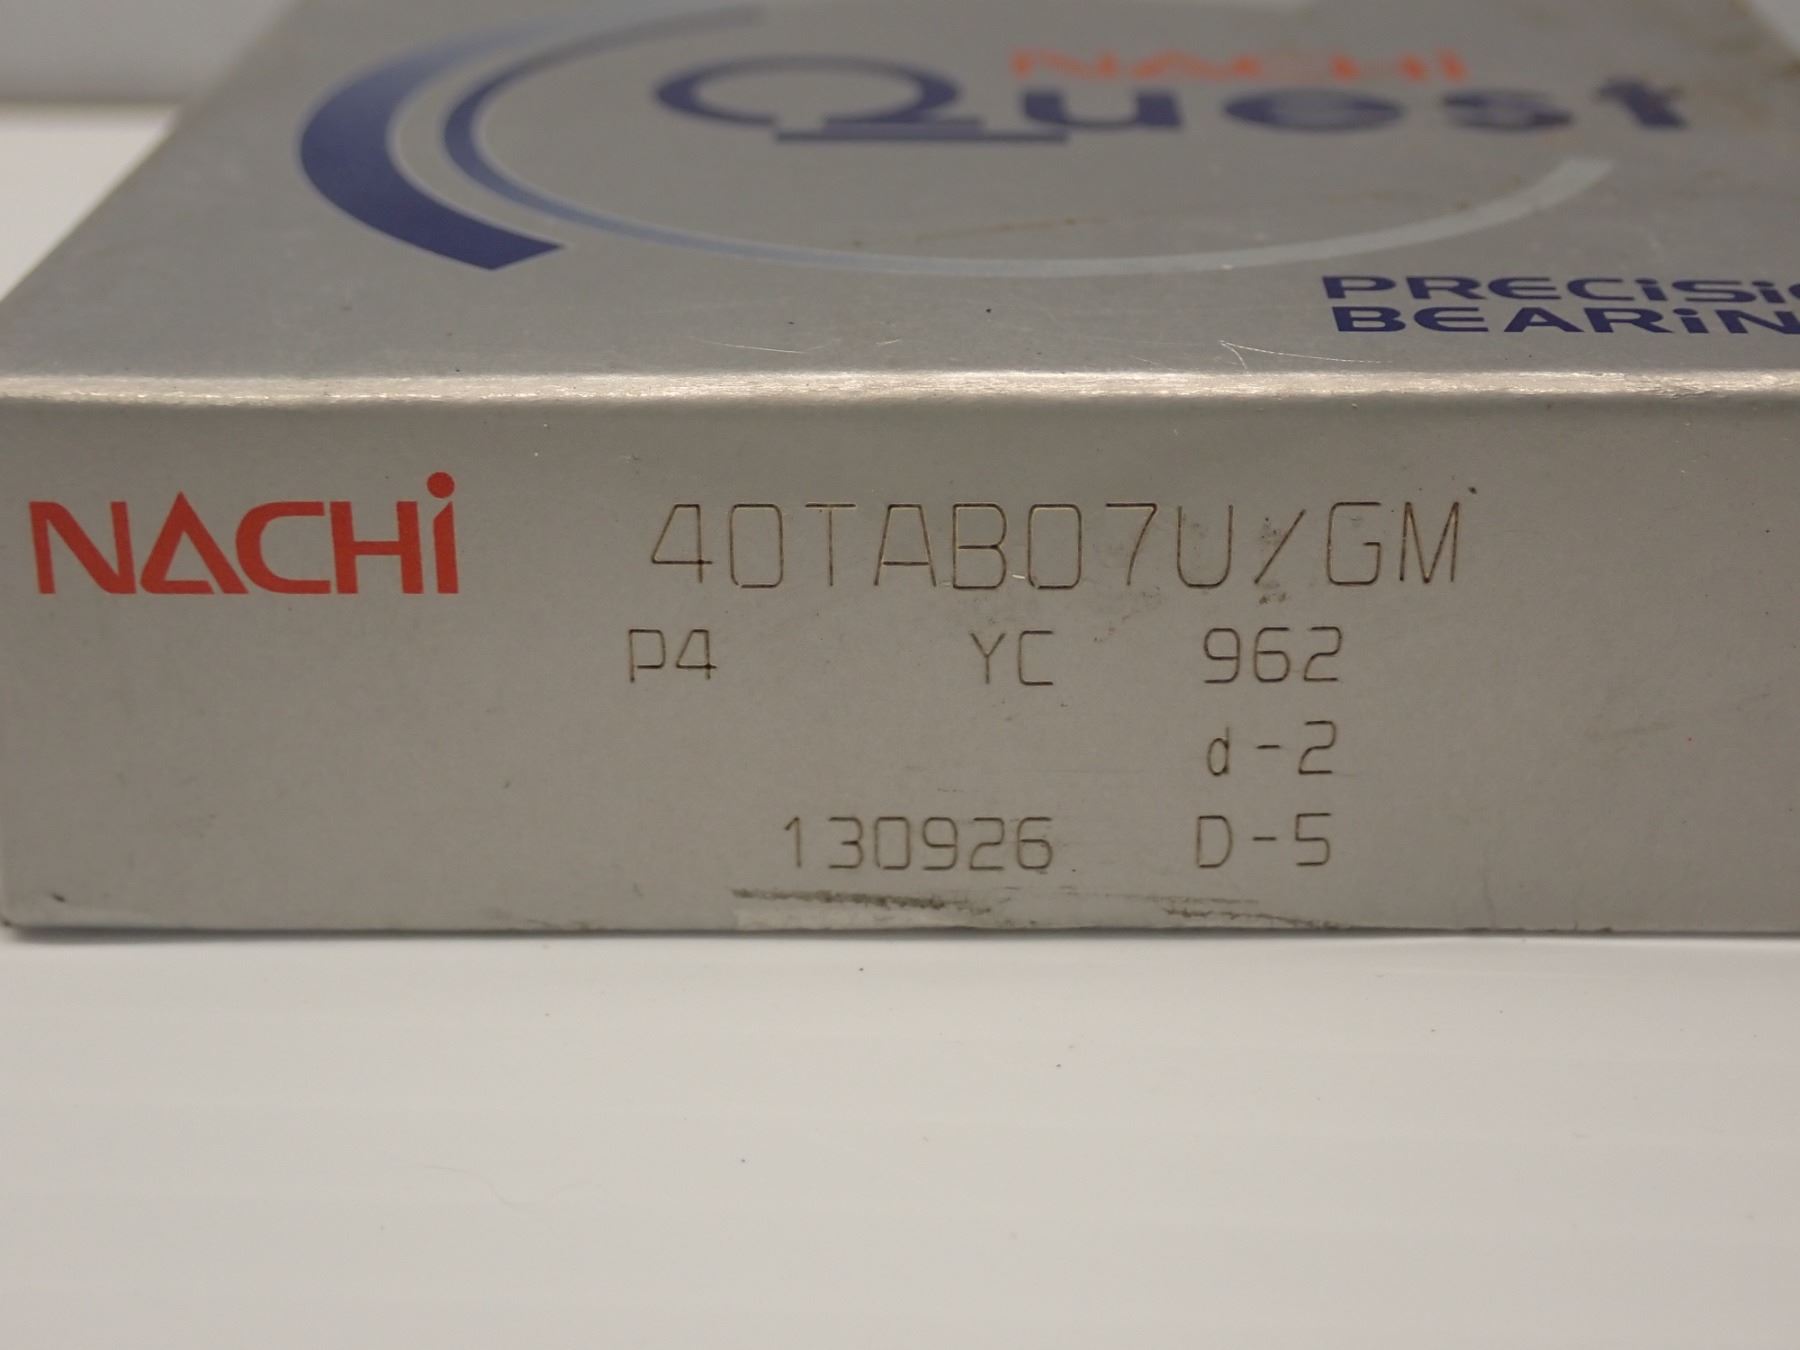 NACHi
Quest
PRECiSi
BEARiN
NACHi 40TAB07U/GM
P4 YC 962
d-2
130926 D-5